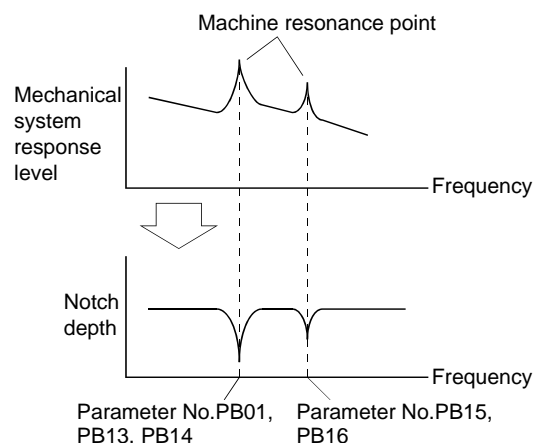 Machine resonance point
Mechanical
system
response
level
Frequency
Notch
depth
Frequency
Parameter No.PB01,
PB13, PB14
Parameter No.PB15,
PB16